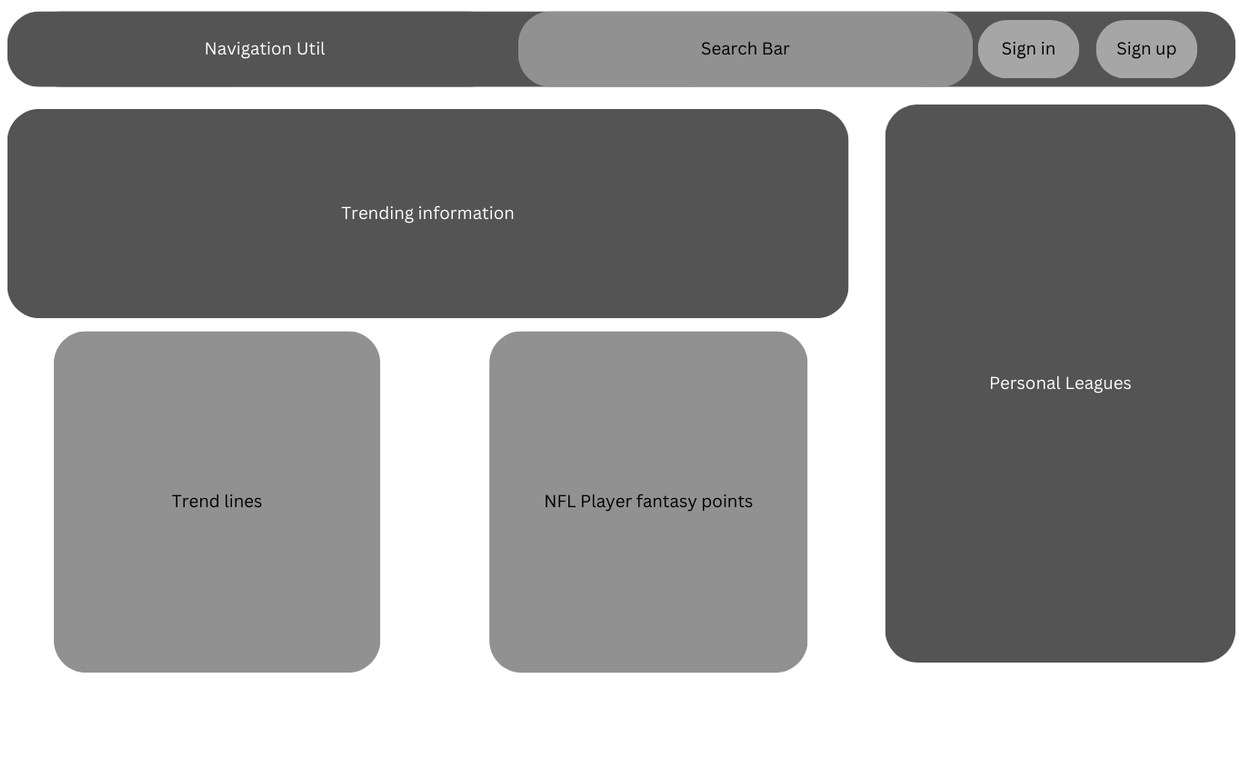 Navigation Util
Search Bar
Sign in
Sign up
Trending information
Personal Leagues
Trend lines
NFL Player fantasy points